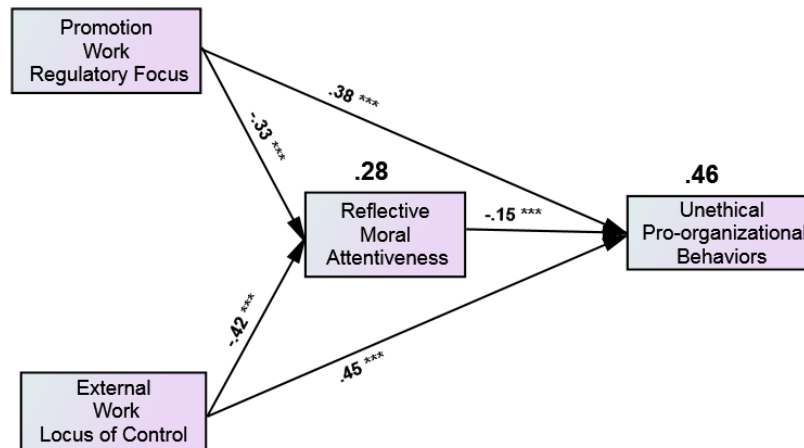 Promotion
Work
Regulatory Focus
.38 ***
-.33 ***
.28
.46
Reflective
Moral
Attentiveness
-.15 ***
Unethical
Pro-organizational
Behaviors
-.42 ***
.45 ***
External
Work
Locus of Control